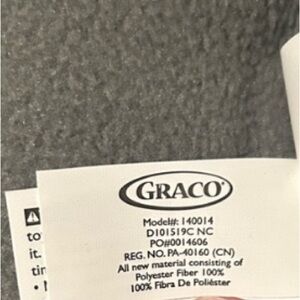 GRACO
Model#: 140014
D101519C NC
PO#0014606
REG. NO. PA-40160 (CN)
All new material consisting of
Polyester Fiber 100%
100% Fibra De Poliéster
to
it.